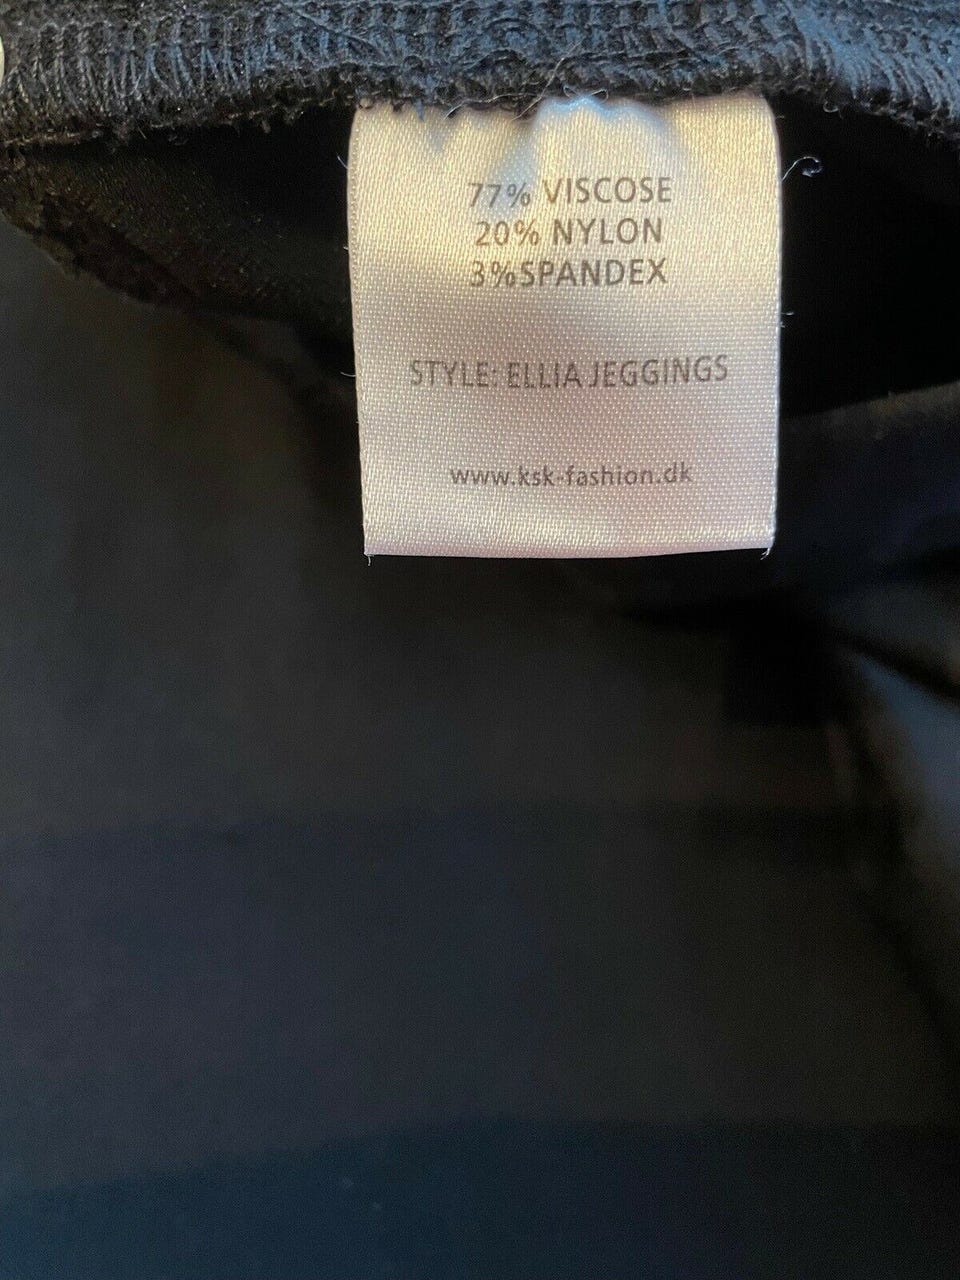 77% VISCOSE
20% NYLON
3%SPANDEX
STYLE: ELLIA JEGGINGS
www.ksk-fashion.dk